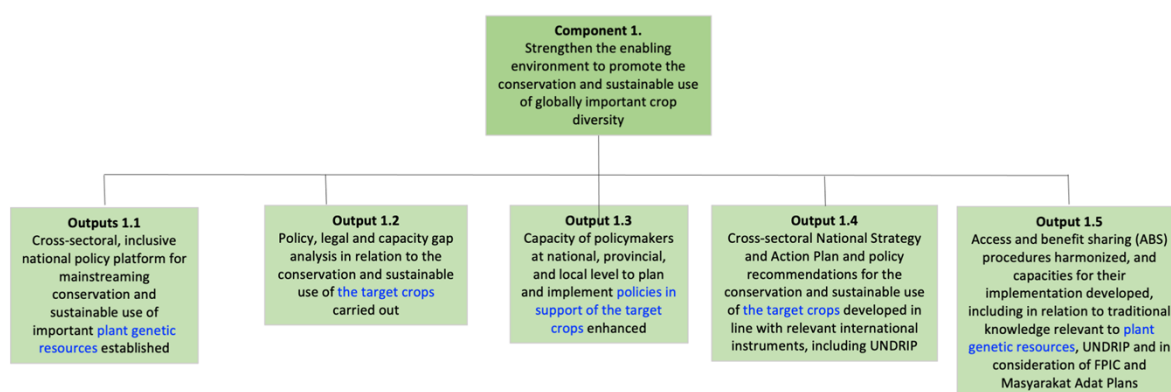 Component 1.
Strengthen the enabling
environment to promote the
conservation and sustainable use
of globally important crop
diversity
Outputs 1.1
Cross-sectoral, inclusive
national policy platform for
mainstreaming
conservation and
sustainable use of
important plant genetic
resources established
Output 1.2
Policy, legal and capacity gap
analysis in relation to the
conservation and sustainable
use of the target crops
carried out
Output 1.3
Capacity of policymakers
at national, provincial,
and local level to plan
and implement policies in
support of the target
crops enhanced
Output 1.4
Cross-sectoral National Strategy
and Action Plan and policy
recommendations for the
conservation and sustainable use
of the target crops developed in
line with relevant international
instruments, including UNDRIP
Output 1.5
Access and benefit sharing (ABS)
procedures harmonized, and
capacities for their
implementation developed,
including in relation to traditional
knowledge relevant to plant
genetic resources, UNDRIP and in
consideration of FPIC and
Masyarakat Adat Plans